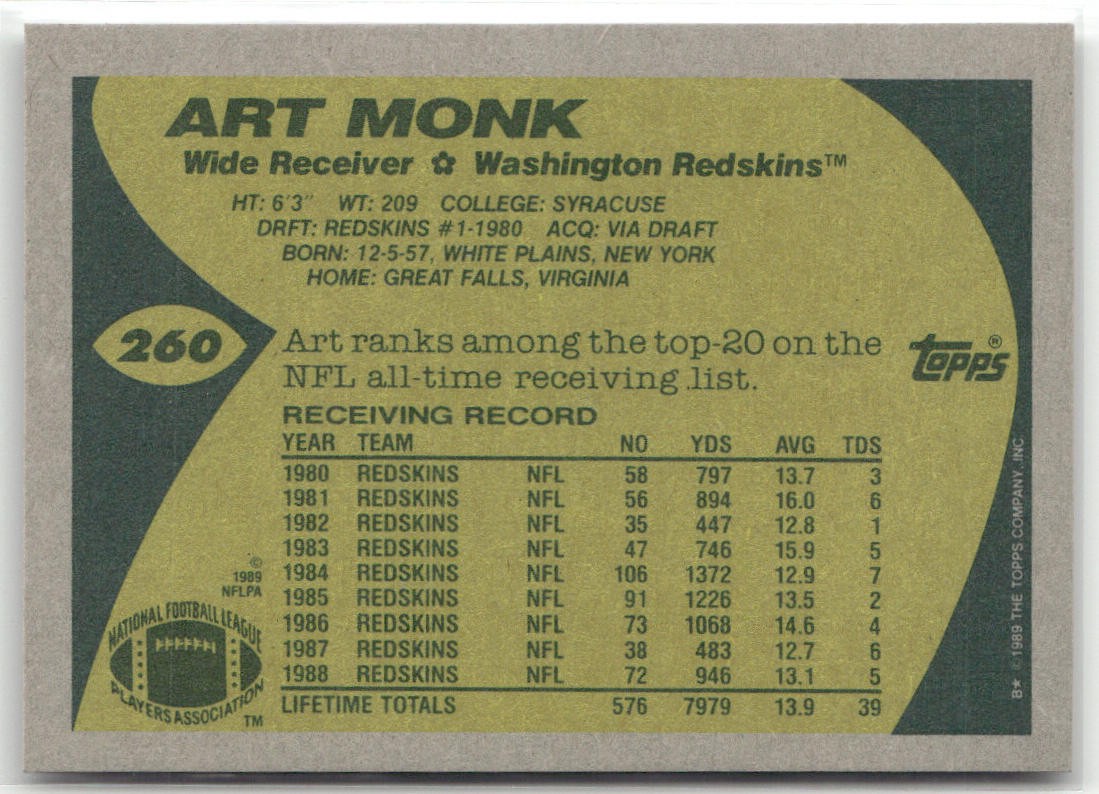 ART MONK
Wide Receiver ✿ Washington Redskins™
HT: 6'3" WT: 209 COLLEGE: SYRACUSE
DRFT: REDSKINS #1-1980 ACQ: VIA DRAFT
BORN: 12-5-57, WHITE PLAINS, NEW YORK
HOME: GREAT FALLS, VIRGINIA
260
Art ranks among the top-20 on the
NFL all-time receiving list.
topps®
RECEIVING RECORD
YEAR TEAM NO YDS AVG TDS
1980 REDSKINS NFL 58 797 13.7 3
1981 REDSKINS NFL 56 894 16.0 6
1982 REDSKINS NFL 35 447 12.8 1
1983 REDSKINS NFL 47 746 15.9 5
1984 REDSKINS NFL 106 1372 12.9 7
1985 REDSKINS NFL 91 1226 13.5 2
1986 REDSKINS NFL 73 1068 14.6 4
1987 REDSKINS NFL 38 483 12.7 6
1988 REDSKINS NFL 72 946 13.1 5
LIFETIME TOTALS 576 7979 13.9 39
©
1989
NFLPA
NATIONAL FOOTBALL LEAGUE
PLAYERS ASSOCIATION
™
B★ ©1989 THE TOPPS COMPANY, INC.